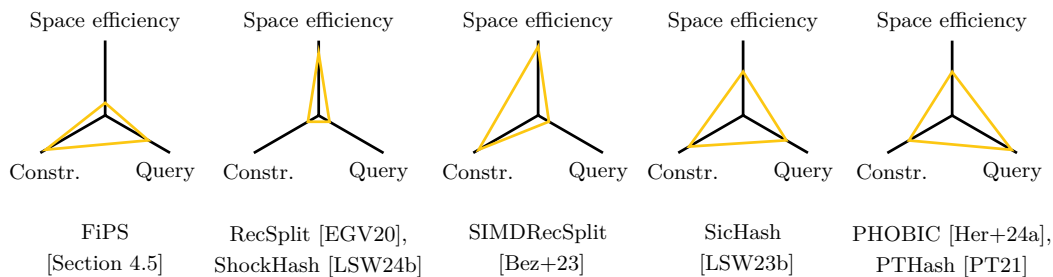 Space efficiency Space efficiency Space efficiency Space efficiency Space efficiency
Constr. Query Constr. Query Constr. Query Constr. Query Constr. Query
FiPS RecSplit [EGV20], SIMDRecSplit SicHash PHOBIC [Her+24a],
[Section 4.5] ShockHash [LSW24b] [Bez+23] [LSW23b] PTHash [PT21]